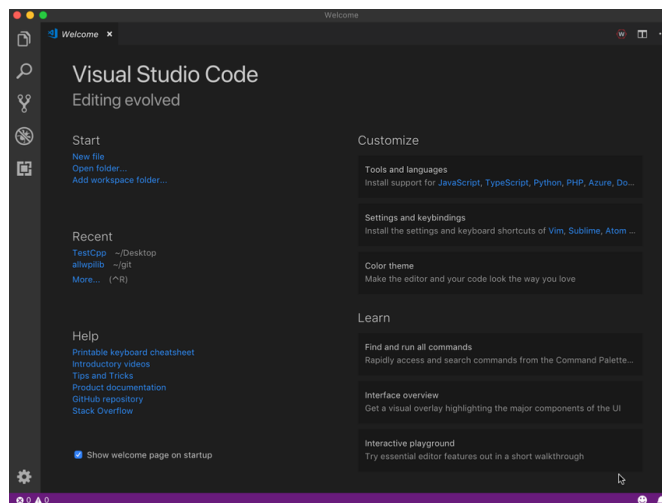 Welcome
Welcome ×
W
Visual Studio Code
Editing evolved
Start
New file
Open folder...
Add workspace folder...
Recent
TestCpp ~/Desktop
allwpilib ~/git
More... (^R)
Help
Printable keyboard cheatsheet
Introductory videos
Tips and Tricks
Product documentation
GitHub repository
Stack Overflow
Show welcome page on startup
Customize
Tools and languages
Install support for JavaScript, TypeScript, Python, PHP, Azure, Do...
Settings and keybindings
Install the settings and keyboard shortcuts of Vim, Sublime, Atom ...
Color theme
Make the editor and your code look the way you love
Learn
Find and run all commands
Rapidly access and search commands from the Command Palette...
Interface overview
Get a visual overlay highlighting the major components of the UI
Interactive playground
Try essential editor features out in a short walkthrough
0 0